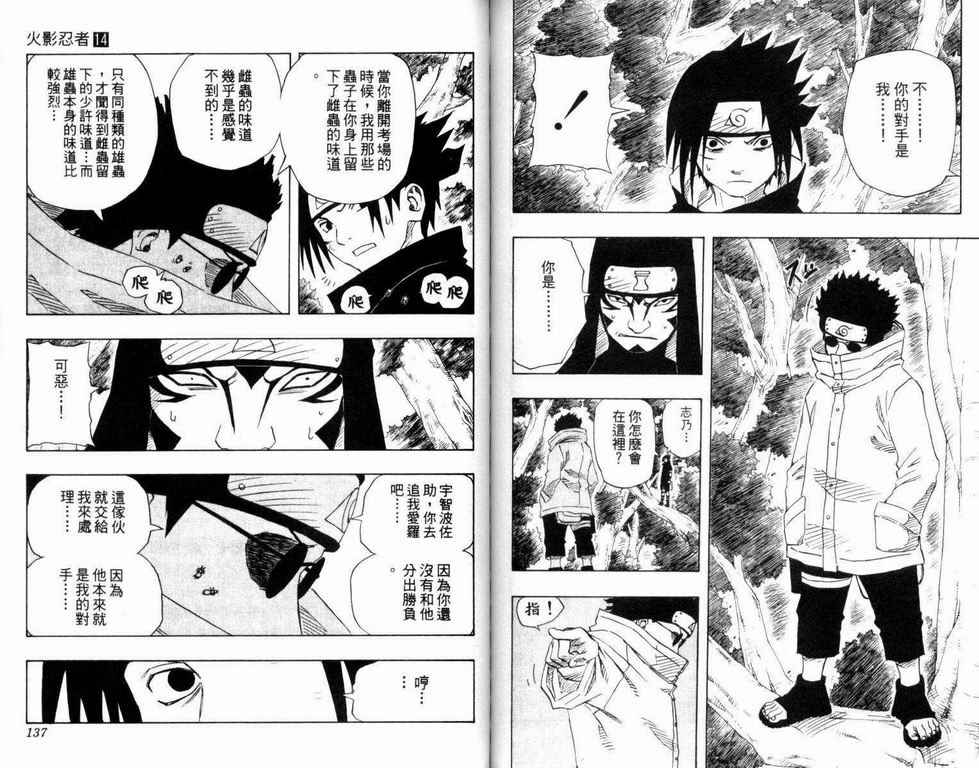 不……！
你的對手是
我……！
！
你是………
志乃…
你怎麼會
在這裡？
指！
火影忍者14
當你離開考場的
時候，我用那些
蟲子在你身上留
下了雌蟲的味道
。
雌蟲的味道
幾乎是感覺
不到的……
只有同種類的雄蟲
，才聞得到雌蟲留
下的少許味道…而
雄蟲本身的味道比
較強烈…
爬
爬
爬
爬
爬
可惡…！
宇智波佐
助，你去
追我愛羅
吧……
因為你還
沒有和他
分出勝負
。
這傢伙
就交給
我來處
理……
因為
他本來就
是我的對
手……
哼…
…
137